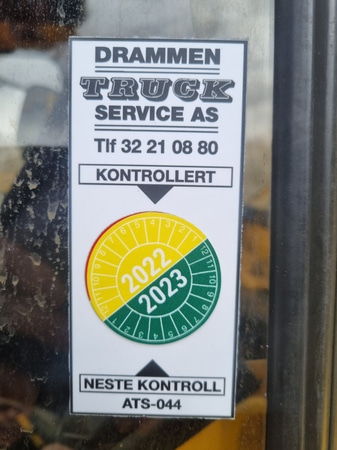 DRAMMEN
TRUCK
SERVICE AS
Tlf 32 21 08 80
KONTROLLERT
2022
2023
NESTE KONTROLL
ATS-044